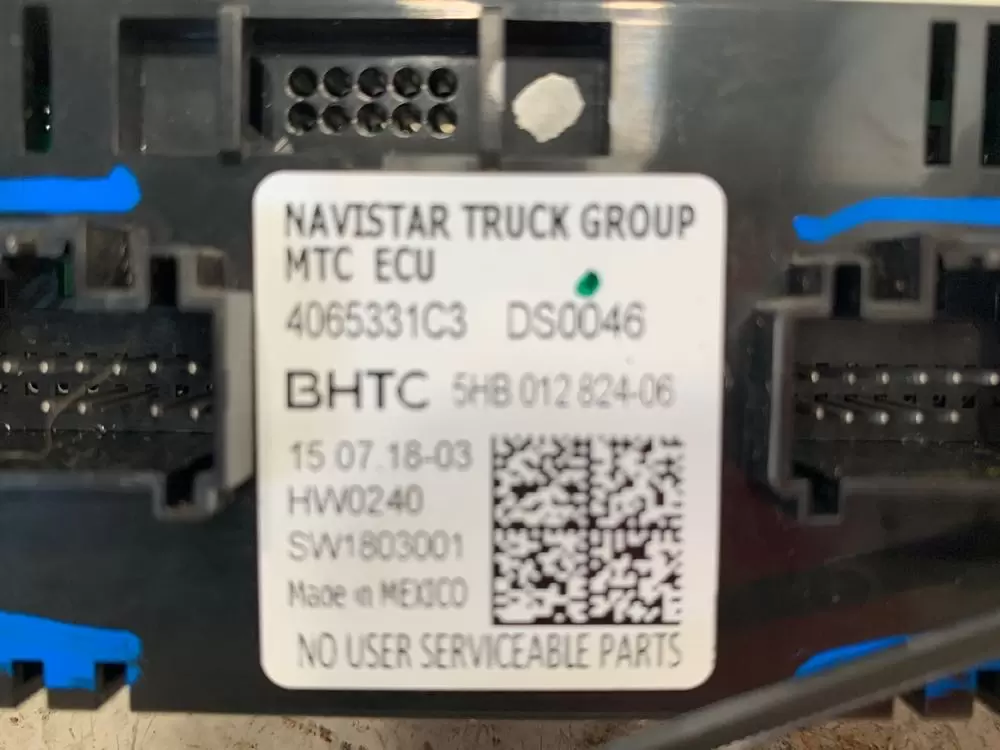 NAVISTAR TRUCK GROUP
MTC ECU
4065331C3 DS0046
BHTC 5HB 012 824-06
15 07 18-03
HW0240
SW1803001
Made in MEXICO
NO USER SERVICEABLE PARTS